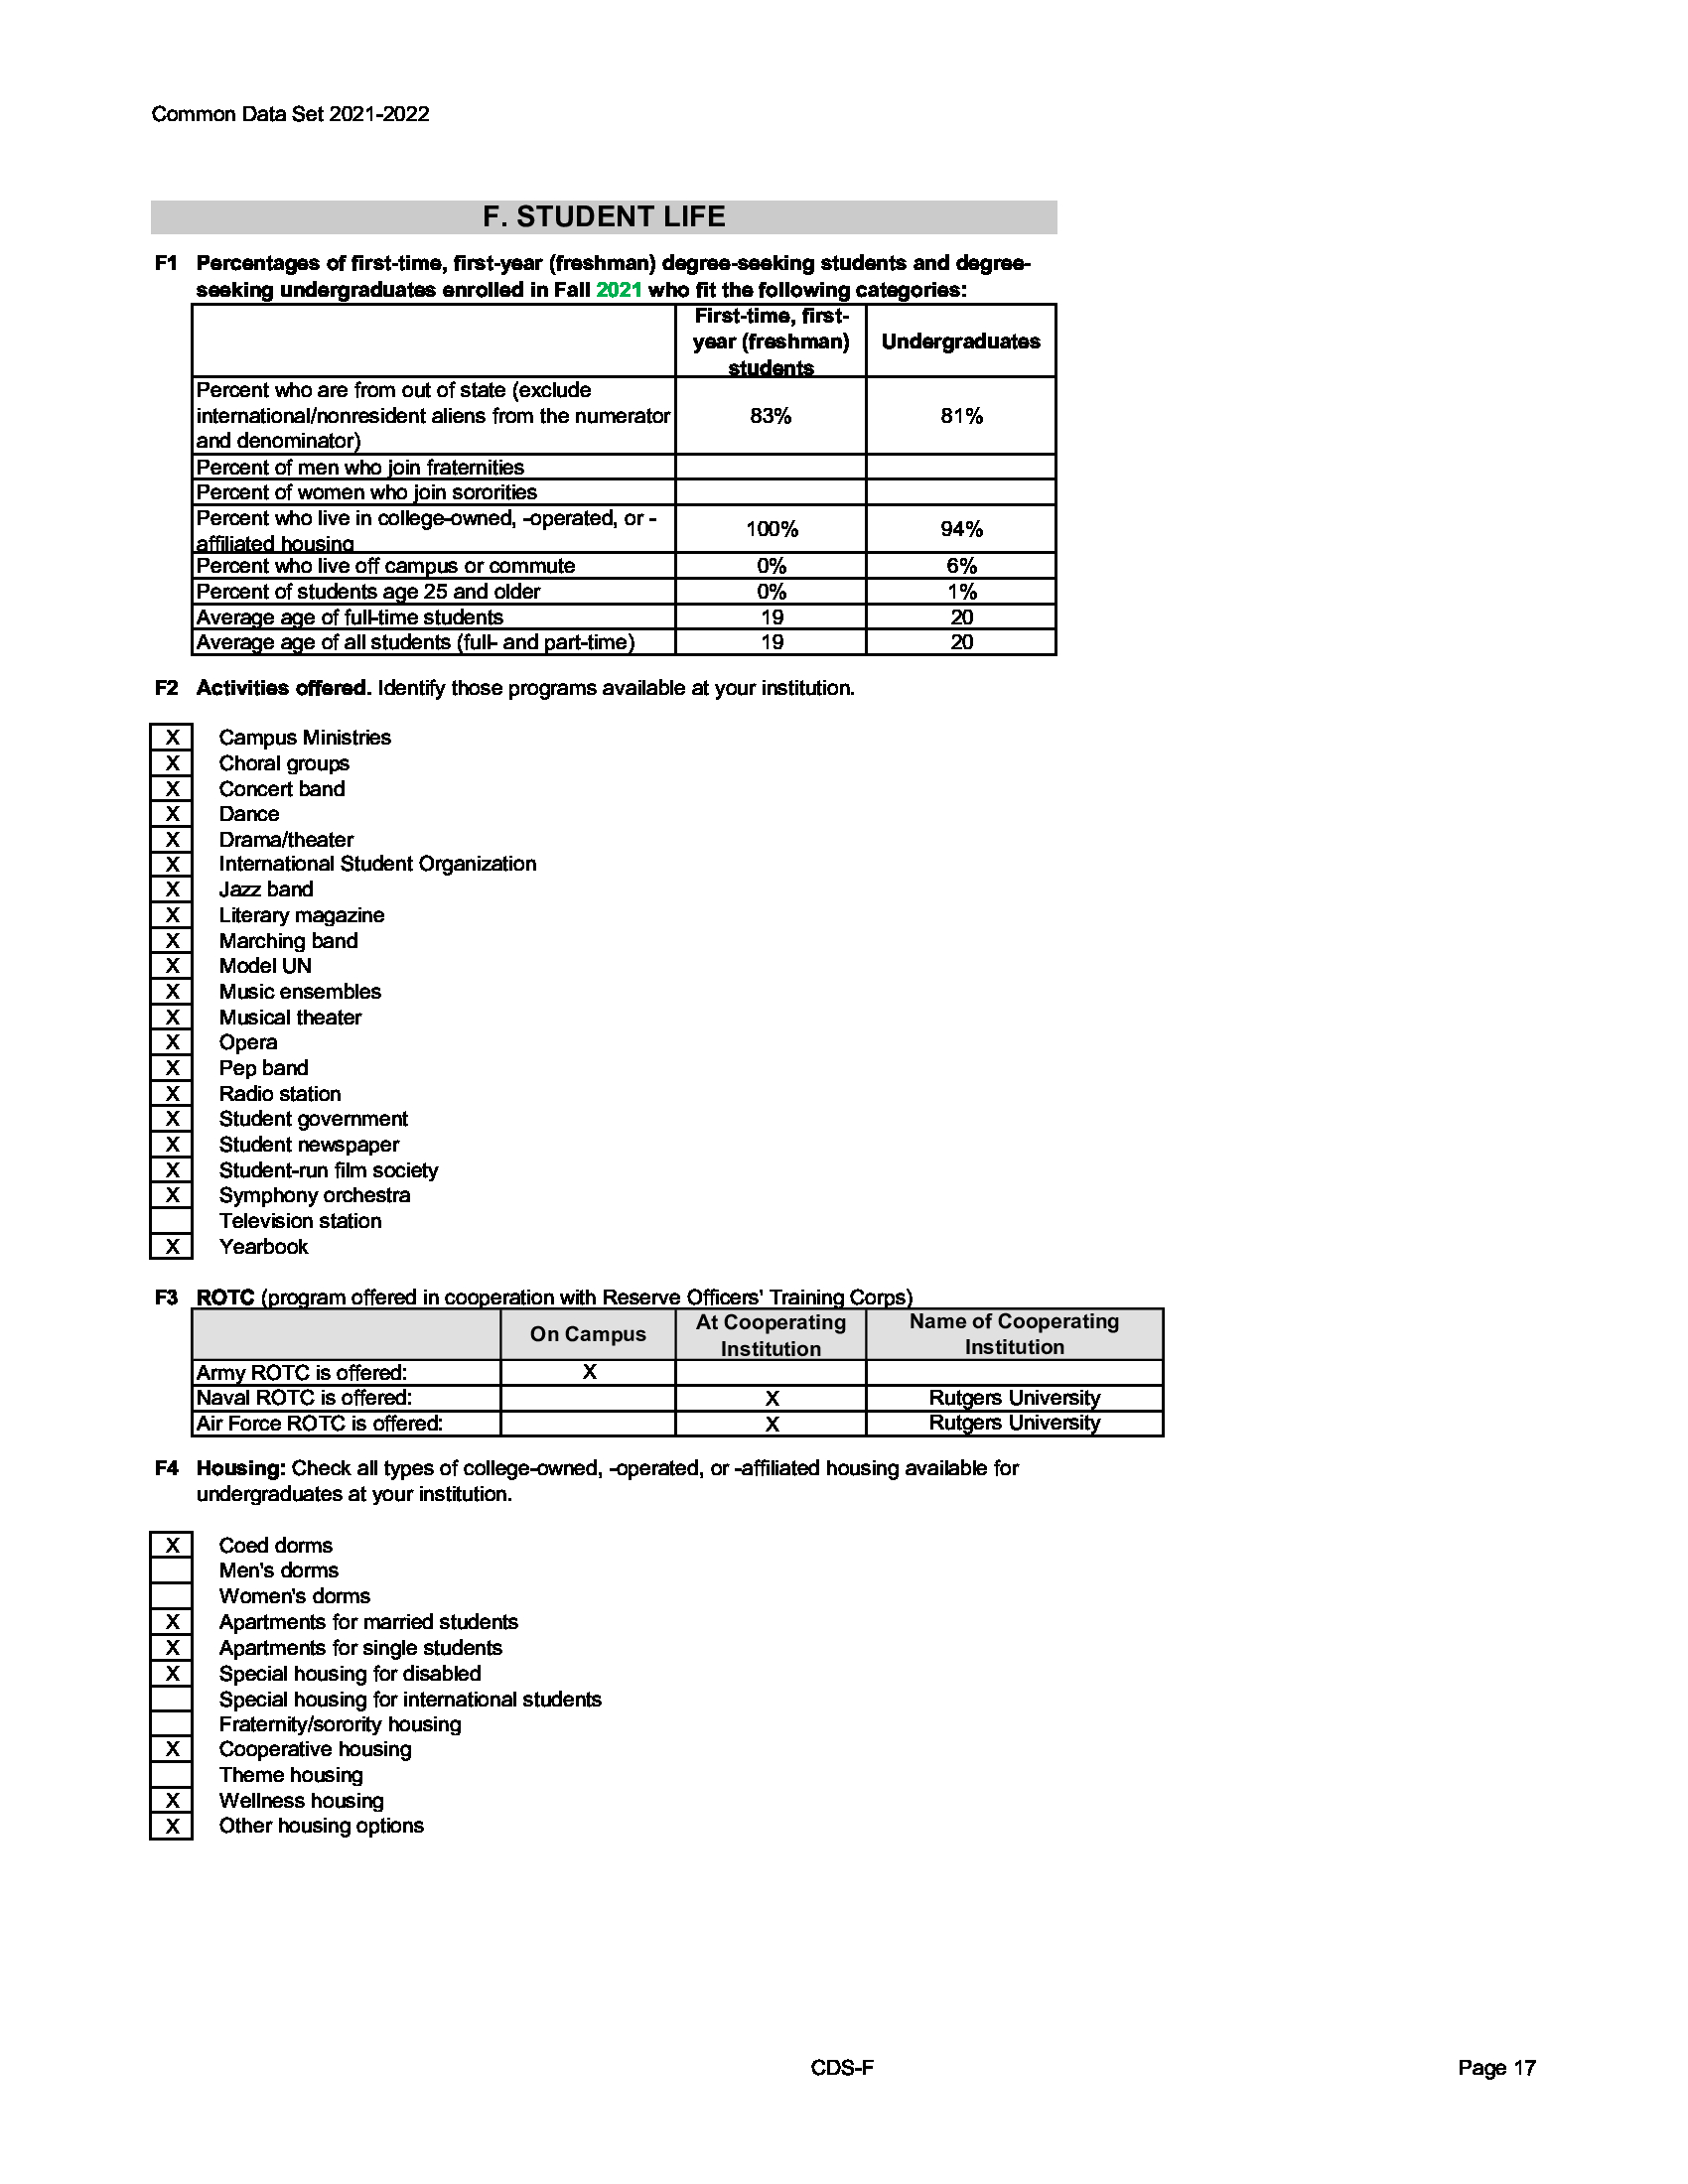 Common Data Set 2021-2022
F. STUDENT LIFE
F1 Percentages of first-time, first-year (freshman) degree-seeking students and degree-
seeking undergraduates enrolled in Fall 2021 who fit the following categories:
First-time, first-
year (freshman)
students
Undergraduates
Percent who are from out of state (exclude
international/nonresident aliens from the numerator
and denominator)
83% 81%
Percent of men who join fraternities
Percent of women who join sororities
Percent who live in college-owned, -operated, or -
affiliated housing
100% 94%
Percent who live off campus or commute 0% 6%
Percent of students age 25 and older 0% 1%
Average age of full-time students 19 20
Average age of all students (full- and part-time) 19 20
F2 Activities offered. Identify those programs available at your institution.
X Campus Ministries
X Choral groups
X Concert band
X Dance
X Drama/theater
X International Student Organization
X Jazz band
X Literary magazine
X Marching band
X Model UN
X Music ensembles
X Musical theater
X Opera
X Pep band
X Radio station
X Student government
X Student newspaper
X Student-run film society
X Symphony orchestra
Television station
X Yearbook
F3 ROTC (program offered in cooperation with Reserve Officers' Training Corps)
On Campus
At Cooperating
Institution
Name of Cooperating
Institution
Army ROTC is offered: X
Naval ROTC is offered: X Rutgers University
Air Force ROTC is offered: X Rutgers University
F4 Housing: Check all types of college-owned, -operated, or -affiliated housing available for
undergraduates at your institution.
X Coed dorms
Men's dorms
Women's dorms
X Apartments for married students
X Apartments for single students
X Special housing for disabled
Special housing for international students
Fraternity/sorority housing
X Cooperative housing
Theme housing
X Wellness housing
X Other housing options
CDS-F Page 17